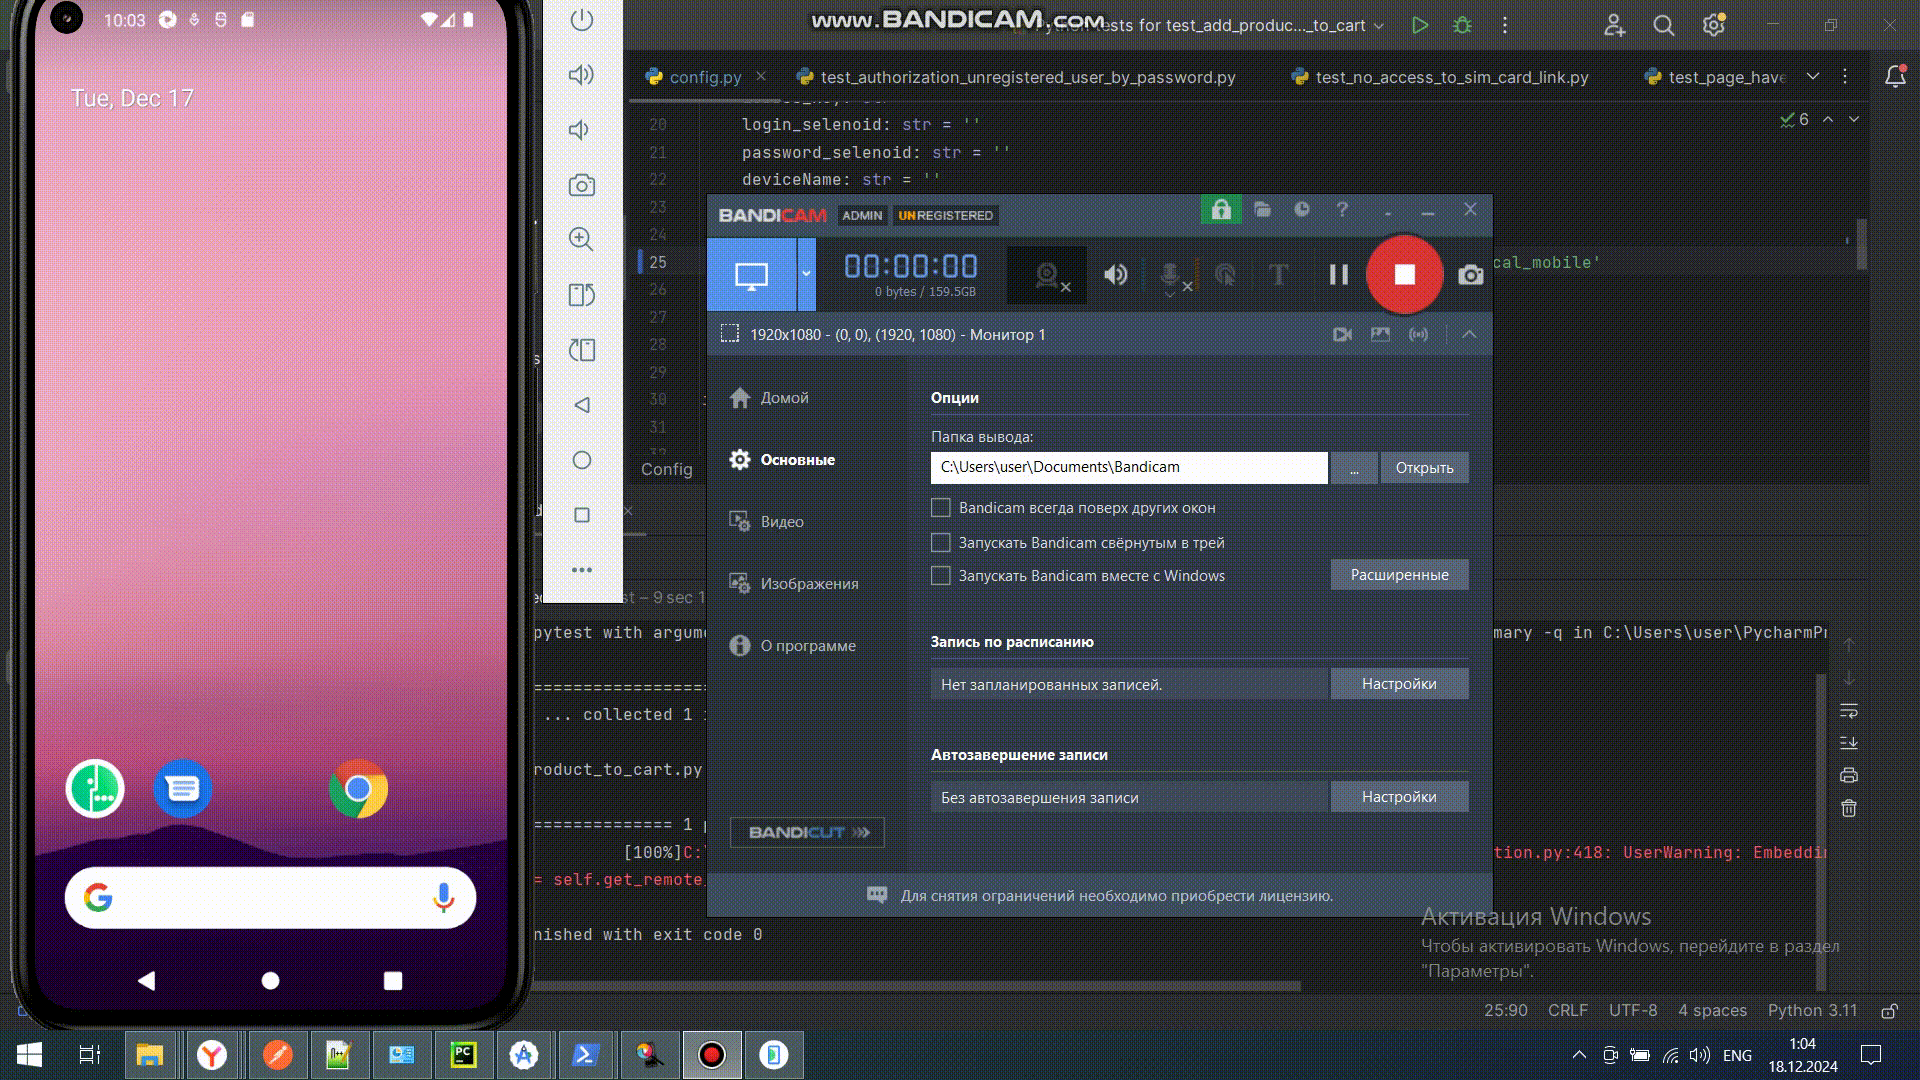 10:03
Tue, Dec 17
www.BANDICAM.com
tests for test_add_produc..._to_cart
config.py
test_authorization_unregistered_user_by_password.py
test_no_access_to_sim_card_link.py
test_page_have
20 login_selenoid: str = ''
21 password_selenoid: str = ''
22 deviceName: str = ''
23
24
25 cal_mobile'
26
27
28
29
30
31
6
Config
BANDICAM ADMIN UNREGISTERED
00:00:00
0 bytes / 159.5GB
1920x1080 - (0, 0), (1920, 1080) - Монитор 1
Домой
Основные
Видео
Изображения
О программе
BANDICUT
Опции
Папка вывода:
C:\Users\user\Documents\Bandicam
...
Открыть
Bandicam всегда поверх других окон
Запускать Bandicam свёрнутым в трей
Запускать Bandicam вместе с Windows
Расширенные
Запись по расписанию
Нет запланированных записей.
Настройки
Автозавершение записи
Без автозавершения записи
Настройки
Для снятия ограничений необходимо приобрести лицензию.
st – 9 sec 1
pytest with argum
mary -q in C:\Users\user\PycharmPr
... collected 1
roduct_to_cart.py
============== 1
[100%]C:
tion.py:418: UserWarning: Embeddin
= self.get_remote_
nished with exit code 0
Активация Windows
Чтобы активировать Windows, перейдите в раздел
"Параметры".
25:90 CRLF UTF-8 4 spaces Python 3.11
ENG
1:04
18.12.2024